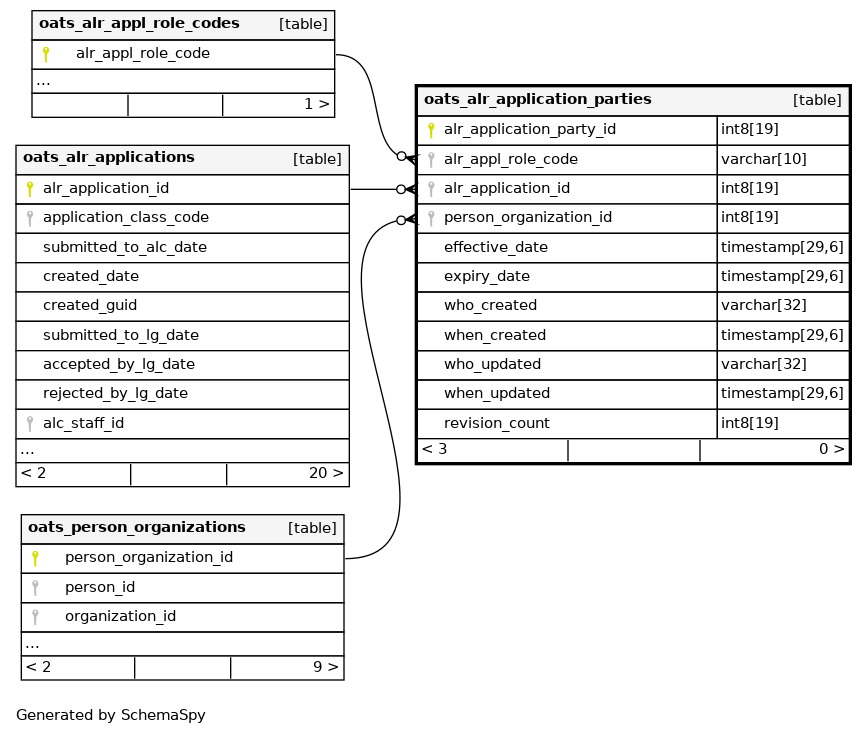 oats_alr_appl_role_codes [table]
alr_appl_role_code
...
1 >
oats_alr_applications [table]
alr_application_id
application_class_code
submitted_to_alc_date
created_date
created_guid
submitted_to_lg_date
accepted_by_lg_date
rejected_by_lg_date
alc_staff_id
...
< 2 20 >
oats_person_organizations [table]
person_organization_id
person_id
organization_id
...
< 2 9 >
oats_alr_application_parties [table]
alr_application_party_id int8[19]
alr_appl_role_code varchar[10]
alr_application_id int8[19]
person_organization_id int8[19]
effective_date timestamp[29,6]
expiry_date timestamp[29,6]
who_created varchar[32]
when_created timestamp[29,6]
who_updated varchar[32]
when_updated timestamp[29,6]
revision_count int8[19]
< 3 0 >
Generated by SchemaSpy